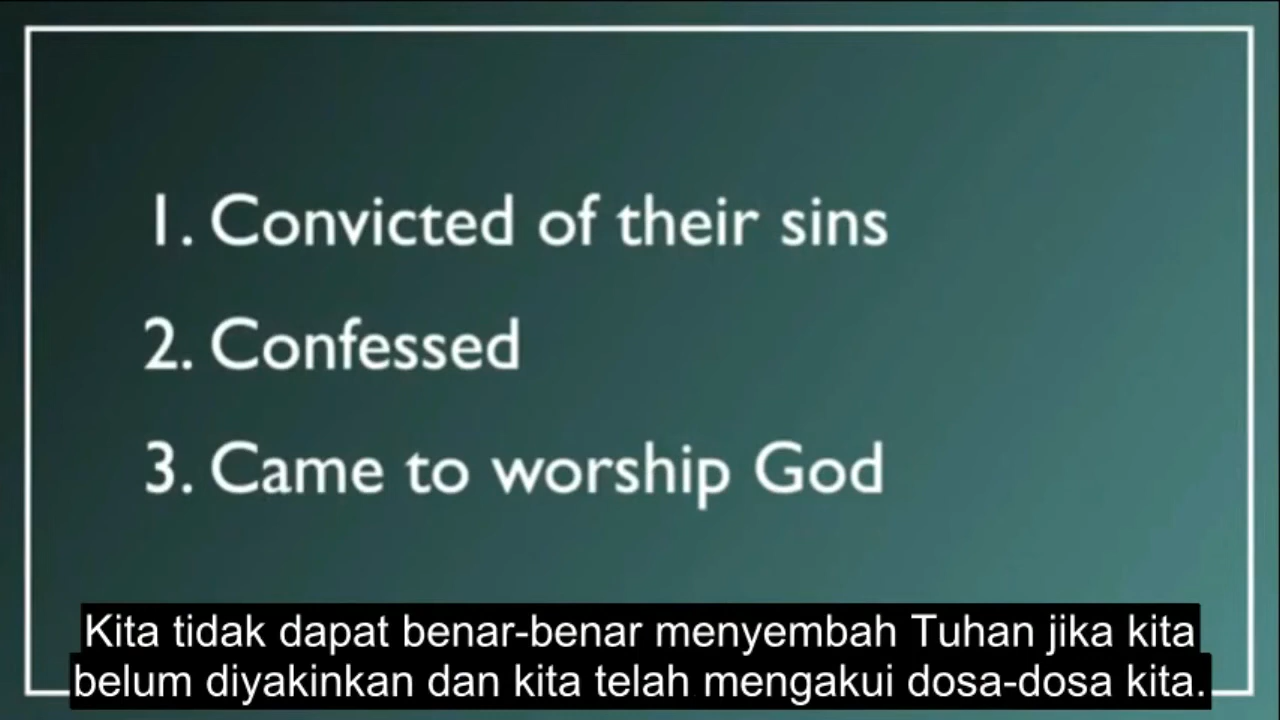 1. Convicted of their sins
2. Confessed
3. Came to worship God
Kita tidak dapat benar-benar menyembah Tuhan jika kita
belum diyakinkan dan kita telah mengakui dosa-dosa kita.